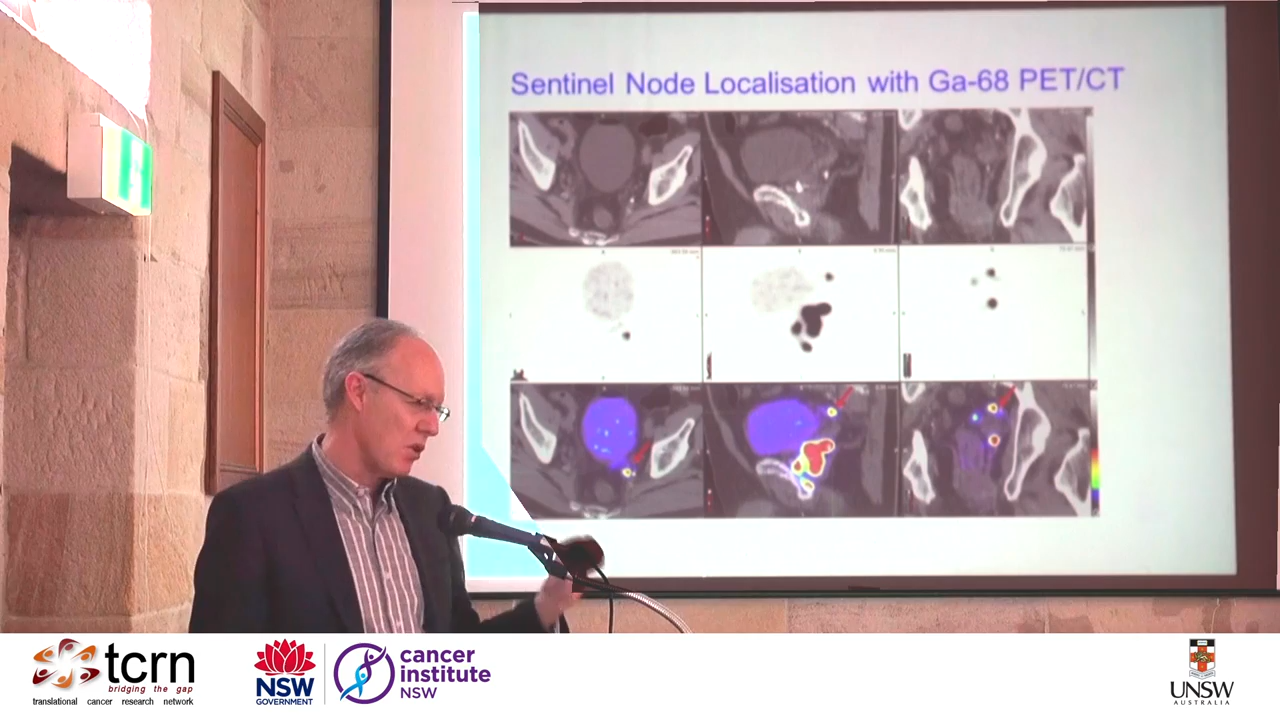 Sentinel Node Localisation with Ga-68 PET/CT
tcrn
bridging the gap
translational cancer research network
NSW
GOVERNMENT
cancer
institute
NSW
UNSW
AUSTRALIA